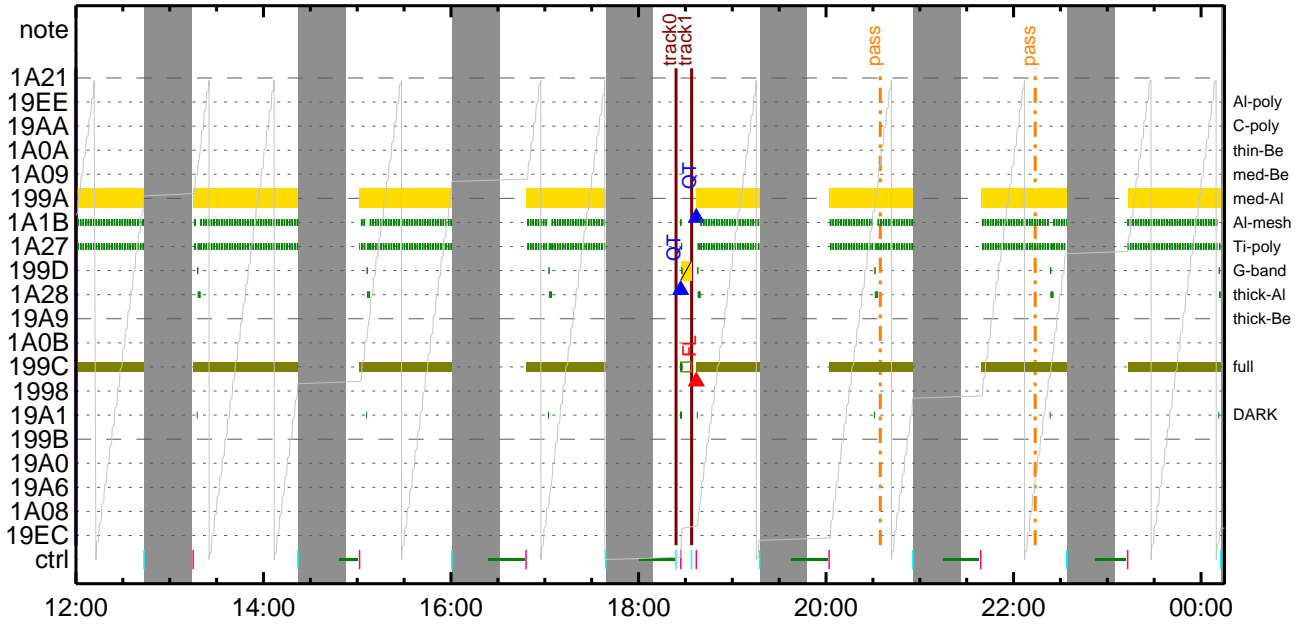 note
track0
track1
pass
pass
1A21
19EE Al-poly
19AA C-poly
1A0A thin-Be
1A09 med-Be
QT
199A med-Al
1A1B Al-mesh
1A27 Ti-poly
QT
199D G-band
1A28 thick-Al
19A9 thick-Be
1A0B
FL
199C full
1998
19A1 DARK
199B
19A0
19A6
1A08
19EC
ctrl
12:00 14:00 16:00 18:00 20:00 22:00 00:00